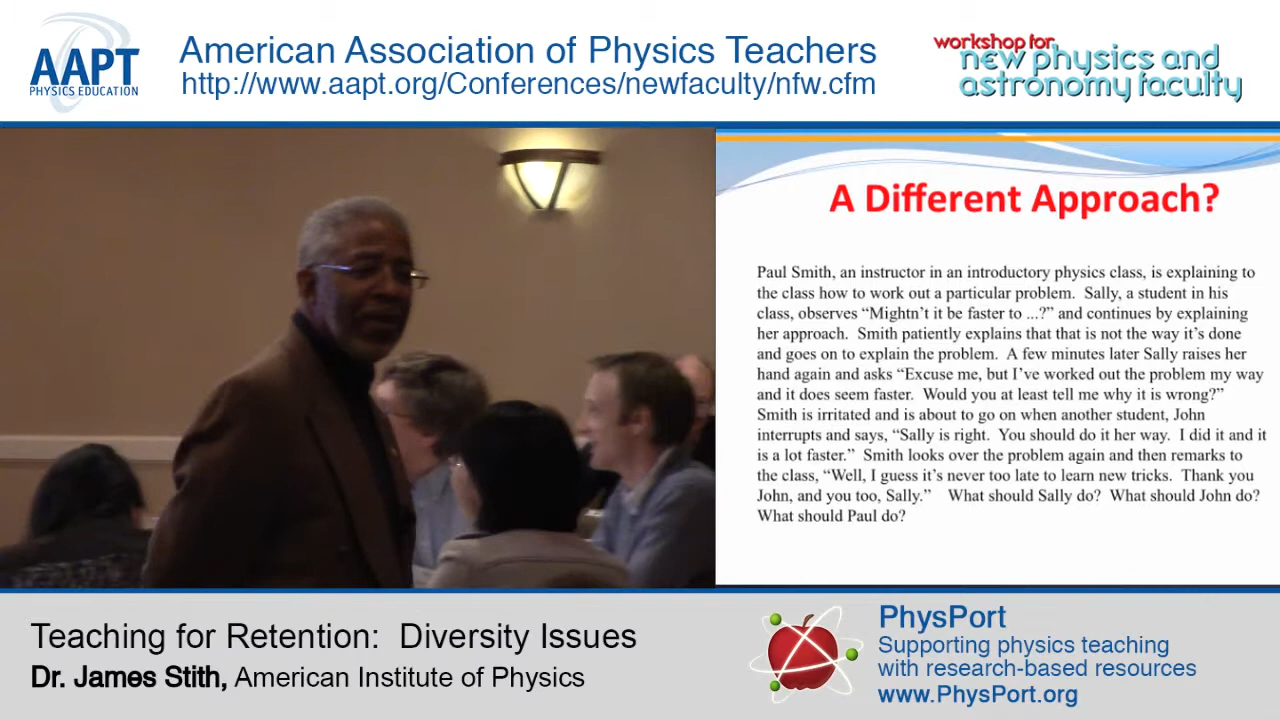 AAPT
PHYSICS EDUCATION
American Association of Physics Teachers
http://www.aapt.org/Conferences/newfaculty/nfw.cfm
workshop for
new physics and
astronomy faculty
A Different Approach?
Paul Smith, an instructor in an introductory physics class, is explaining to
the class how to work out a particular problem.  Sally, a student in his
class, observes “Mightn’t it be faster to ...?” and continues by explaining
her approach.  Smith patiently explains that that is not the way it’s done
and goes on to explain the problem.  A few minutes later Sally raises her
hand again and asks “Excuse me, but I’ve worked out the problem my way
and it does seem faster.  Would you at least tell me why it is wrong?”
Smith is irritated and is about to go on when another student, John
interrupts and says, “Sally is right.  You should do it her way.  I did it and it
is a lot faster.”  Smith looks over the problem again and then remarks to
the class, “Well, I guess it’s never too late to learn new tricks.  Thank you
John, and you too, Sally.”    What should Sally do?  What should John do?
What should Paul do?
Teaching for Retention:  Diversity Issues
Dr. James Stith, American Institute of Physics
PhysPort
Supporting physics teaching
with research-based resources
www.PhysPort.org